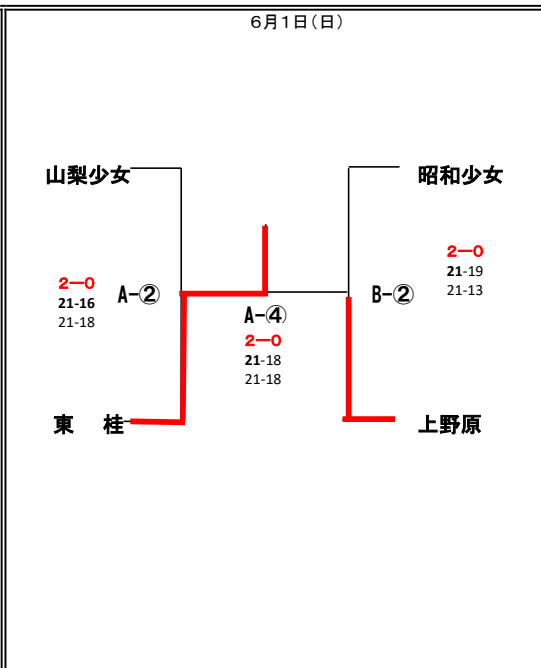 6月1日(日)
山梨少女
昭和少女
2－0
21-16
21-18
A-②
A-④
2－0
21-18
21-18
B-②
2－0
21-19
21-13
東　桂
上野原